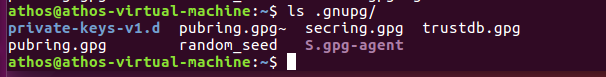 athos@athos-virtual-machine:~$ ls .gnupg/
private-keys-v1.d  pubring.gpg~  secring.gpg   trustdb.gpg
pubring.gpg        random_seed   S.gpg-agent
athos@athos-virtual-machine:~$